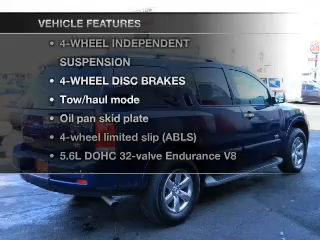 VEHICLE FEATURES
• 4-WHEEL INDEPENDENT
SUSPENSION
• 4-WHEEL DISC BRAKES
• Tow/haul mode
• Oil pan skid plate
• 4-wheel limited slip (ABLS)
• 5.6L DOHC 32-valve Endurance V8